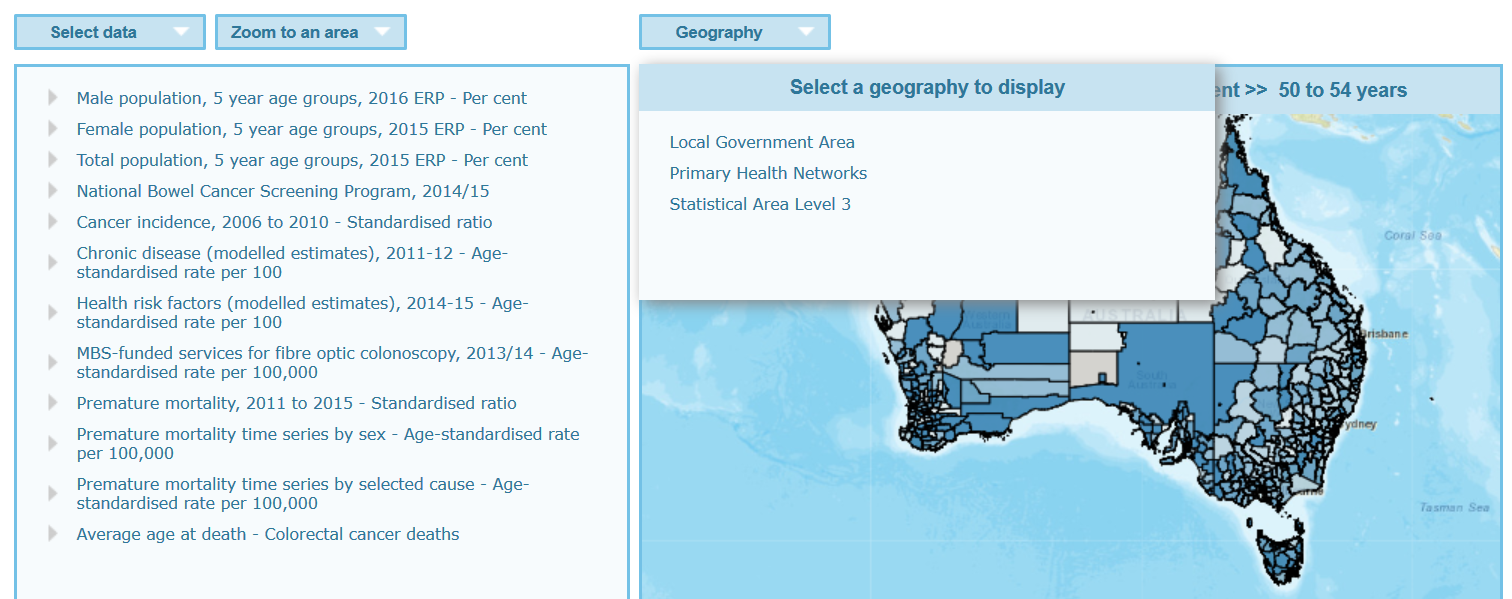 Select data
Zoom to an area
Geography
Male population, 5 year age groups, 2016 ERP - Per cent
Female population, 5 year age groups, 2015 ERP - Per cent
Total population, 5 year age groups, 2015 ERP - Per cent
National Bowel Cancer Screening Program, 2014/15
Cancer incidence, 2006 to 2010 - Standardised ratio
Chronic disease (modelled estimates), 2011-12 - Age-
standardised rate per 100
Health risk factors (modelled estimates), 2014-15 - Age-
standardised rate per 100
MBS-funded services for fibre optic colonoscopy, 2013/14 - Age-
standardised rate per 100,000
Premature mortality, 2011 to 2015 - Standardised ratio
Premature mortality time series by sex - Age-standardised rate
per 100,000
Premature mortality time series by selected cause - Age-
standardised rate per 100,000
Average age at death - Colorectal cancer deaths
Select a geography to display
Local Government Area
Primary Health Networks
Statistical Area Level 3
ent >> 50 to 54 years
Coral Sea
AUSTRALIA
Western
Australia
Brisbane
South
Australia
ydney
Tasman Sea